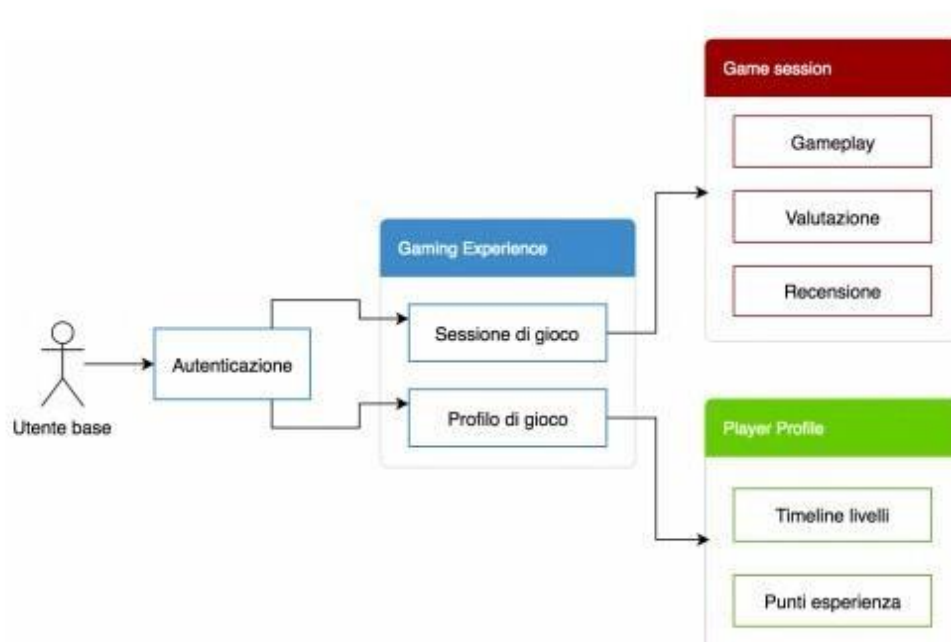 Game session
Gameplay
Valutazione
Recensione
Gaming Experience
Sessione di gioco
Profilo di gioco
Autenticazione
Utente base
Player Profile
Timeline livelli
Punti esperienza